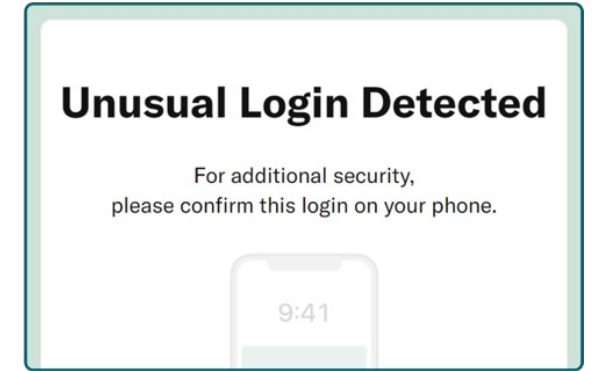 Unusual Login Detected
For additional security,
please confirm this login on your phone.
9:41